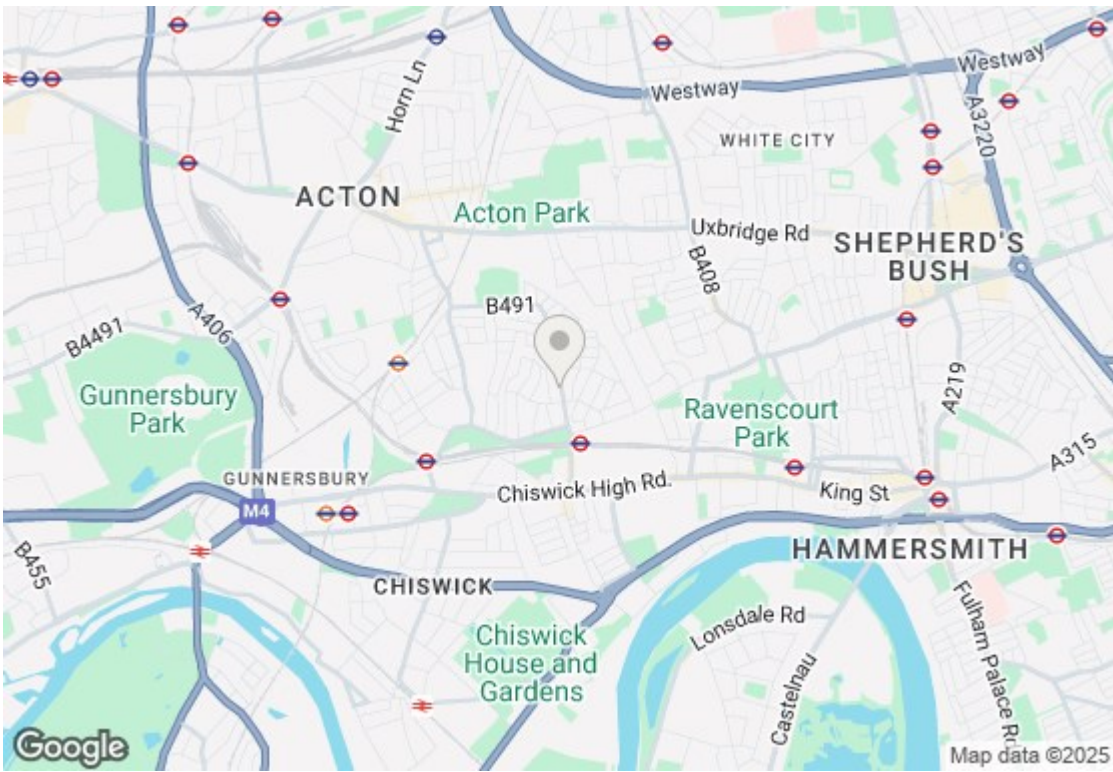 Westway
Westway
Horn Ln
A3220
WHITE CITY
ACTON
Acton Park
Uxbridge Rd
SHEPHERD'S
BUSH
B408
B491
A406
B4491
Gunnersbury
Park
A219
Ravenscourt
Park
A315
GUNNERSBURY
Chiswick High Rd.
King St
M4
HAMMERSMITH
B455
CHISWICK
Lonsdale Rd
Fulham Palace Rd
Chiswick
House and
Gardens
Castelnau
Google
Map data ©2025